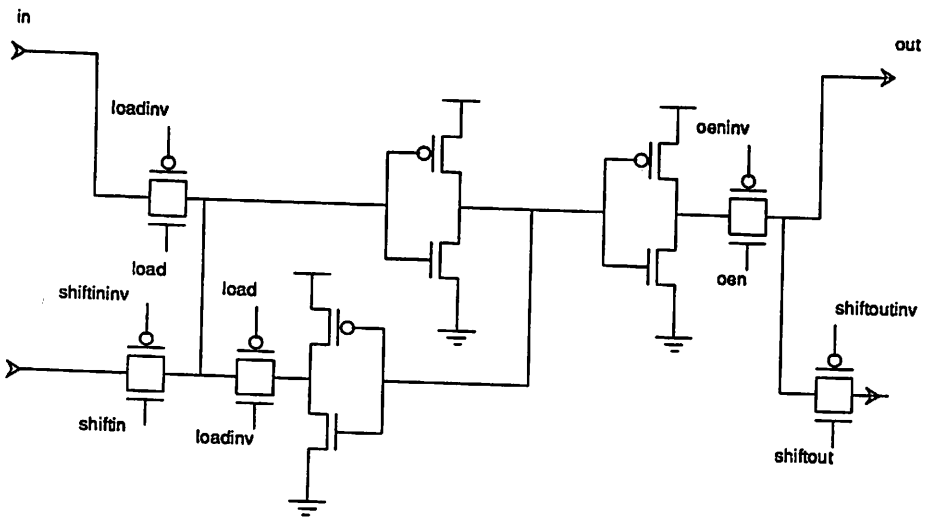 in
out
loadinv
oeninv
load
oen
shiftininv
load
shiftoutinv
shiftin
loadinv
shiftout